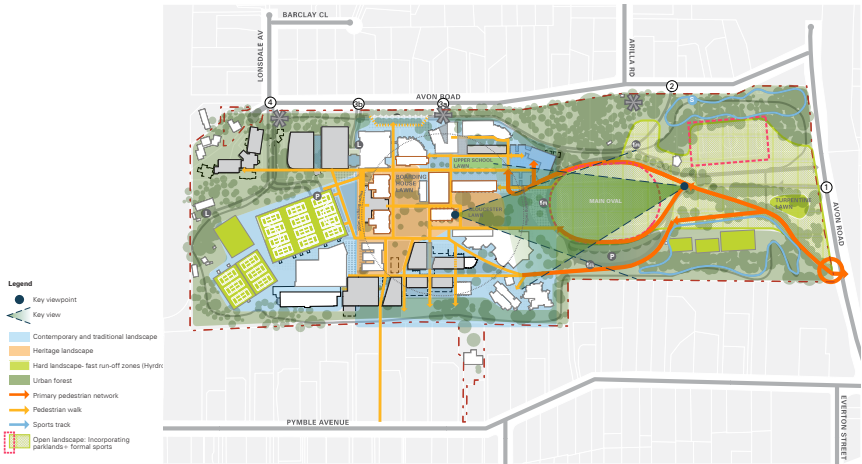 BARCLAY CL
LONSDALE AV
ARILLA RD
AVON ROAD
4
3b
3a
2
S
L
fn
UPPER SCHOOL
LAWN
BOARDING
HOUSE
LAWN
P
L
fn
MAIN OVAL
TURPENTINE
LAWN
1
AVON ROAD
P
Legend
Key viewpoint
Key view
Contemporary and traditional landscape
Heritage landscape
Hard landscape- fast run-off zones (Hyrdro
Urban forest
Primary pedestrian network
Pedestrian walk
Sports track
Open landscape: Incorporating
parklands+ formal sports
PYMBLE AVENUE
EVERTON STREET